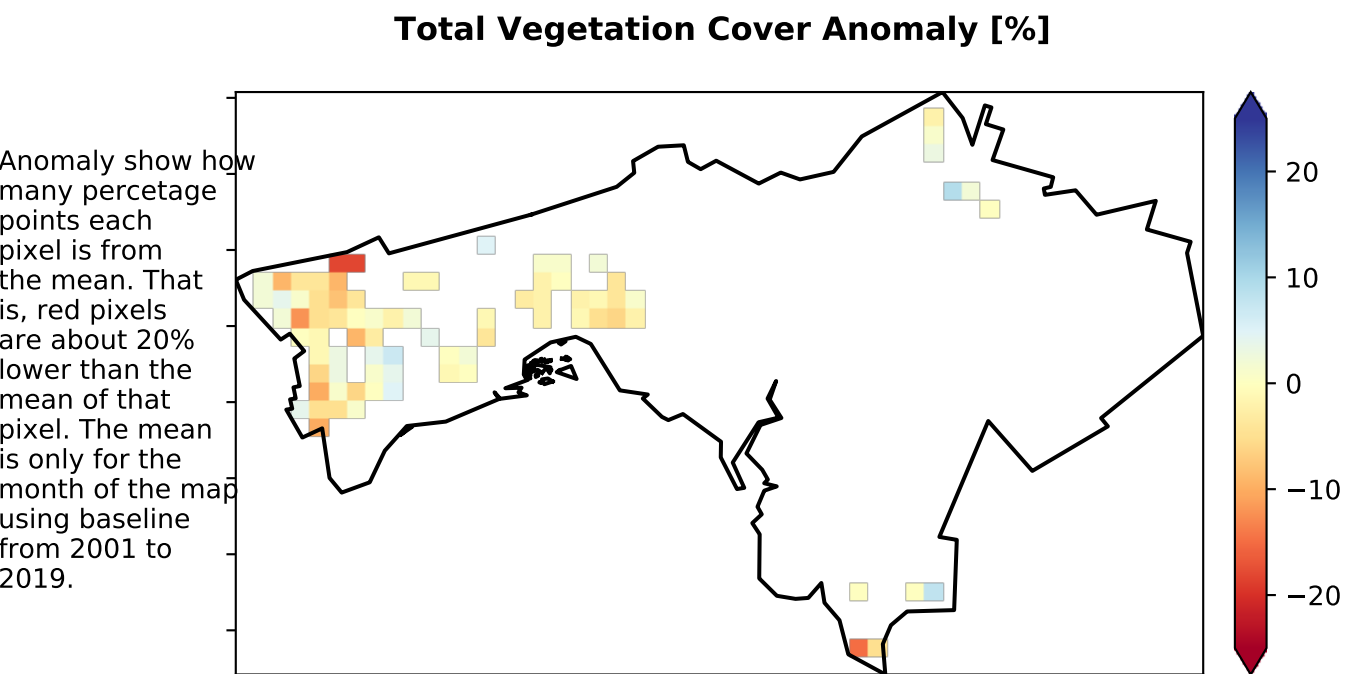 Total Vegetation Cover Anomaly [%]
Anomaly show how
many percetage
points each
pixel is from
the mean. That
is, red pixels
are about 20%
lower than the
mean of that
pixel. The mean
is only for the
month of the map
using baseline
from 2001 to
2019.
20
10
0
−10
−20